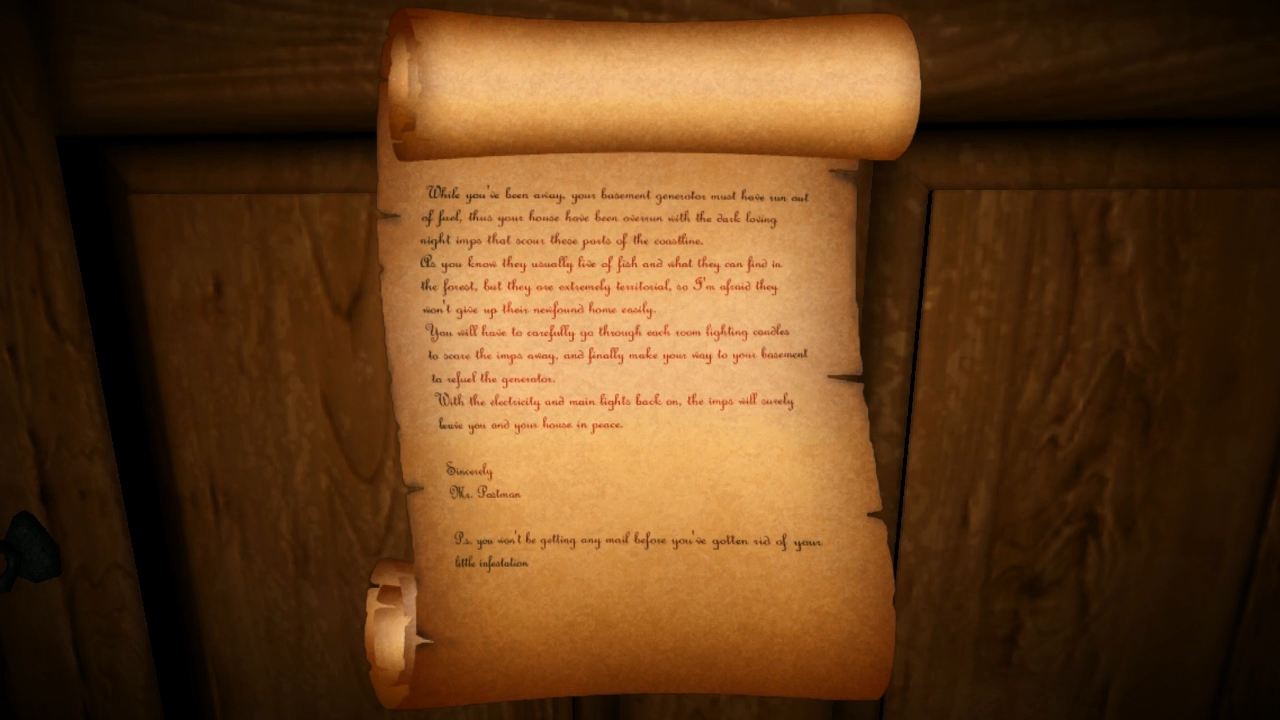 While you've been away, your basement generator must have run out
of fuel, thus your house have been overrun with the dark loving
night imps that scour these parts of the coastline.
As you know they usually live of fish and what they can find in
the forest, but they are extremely territorial, so I'm afraid they
won't give up their newfound home easily.
You will have to carefully go through each room lighting candles
to scare the imps away, and finally make your way to your basement
to refuel the generator.
With the electricity and main lights back on, the imps will surely
leave you and your house in peace.
Sincerely
Mr. Postman
P.s. you won't be getting any mail before you've gotten rid of your
little infestation